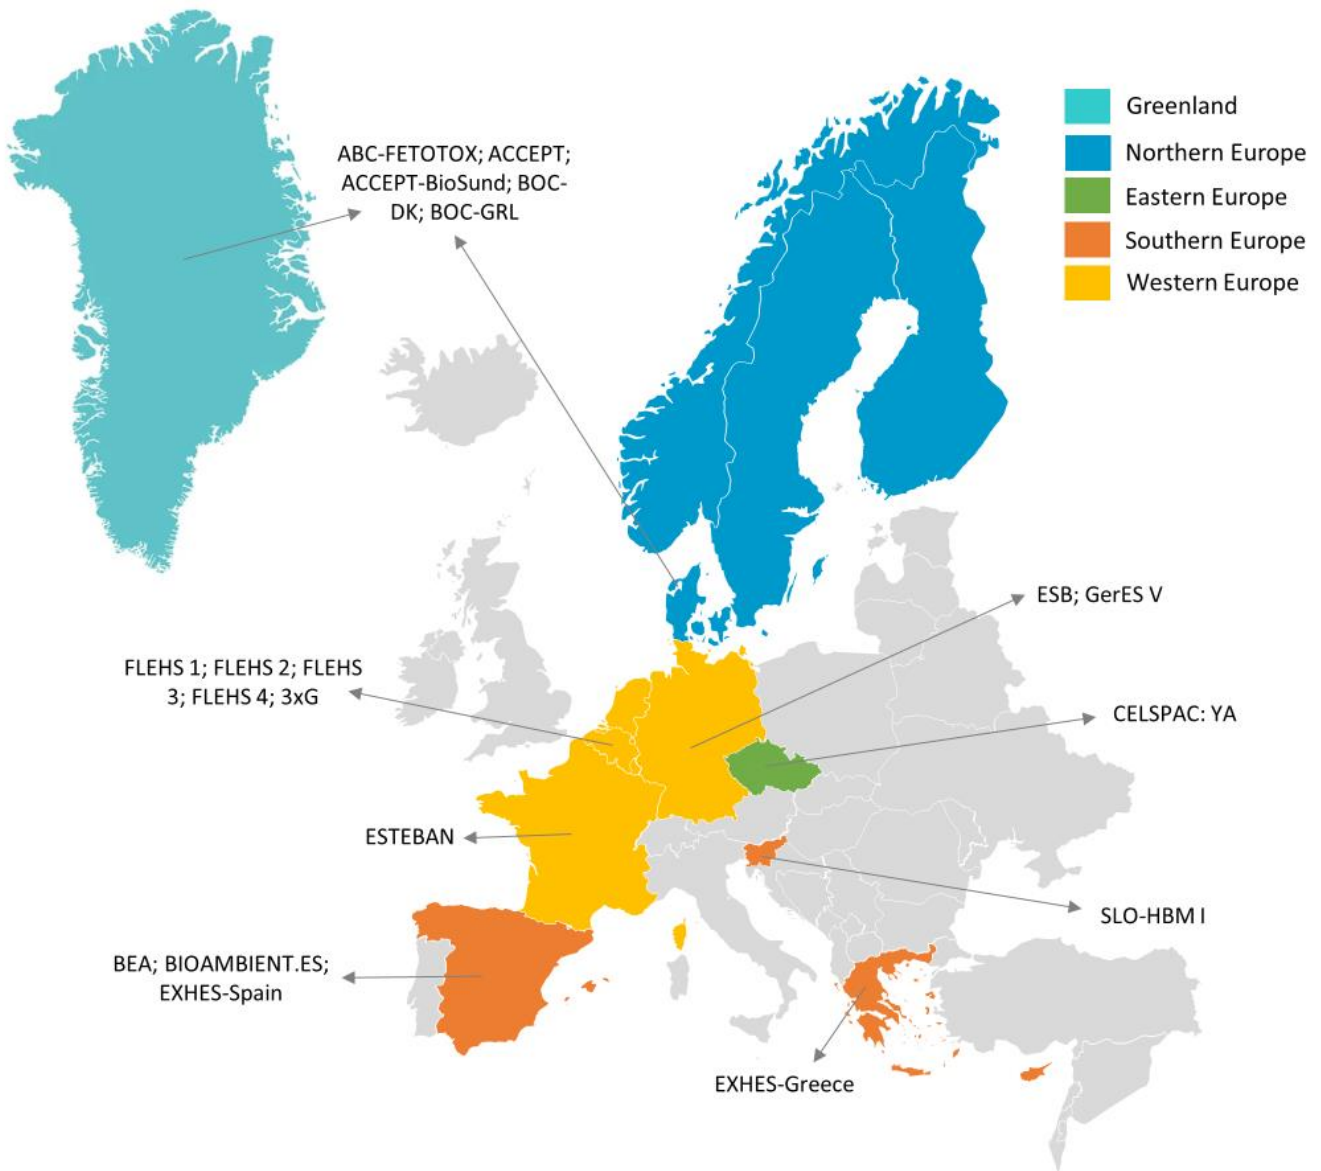 Greenland
Northern Europe
Eastern Europe
Southern Europe
Western Europe
ABC-FETOTOX; ACCEPT;
ACCEPT-BioSund; BOC-
DK; BOC-GRL
ESB; GerES V
FLEHS 1; FLEHS 2; FLEHS
3; FLEHS 4; 3xG
CELSPAC: YA
ESTEBAN
SLO-HBM I
BEA; BIOAMBIENT.ES;
EXHES-Spain
EXHES-Greece